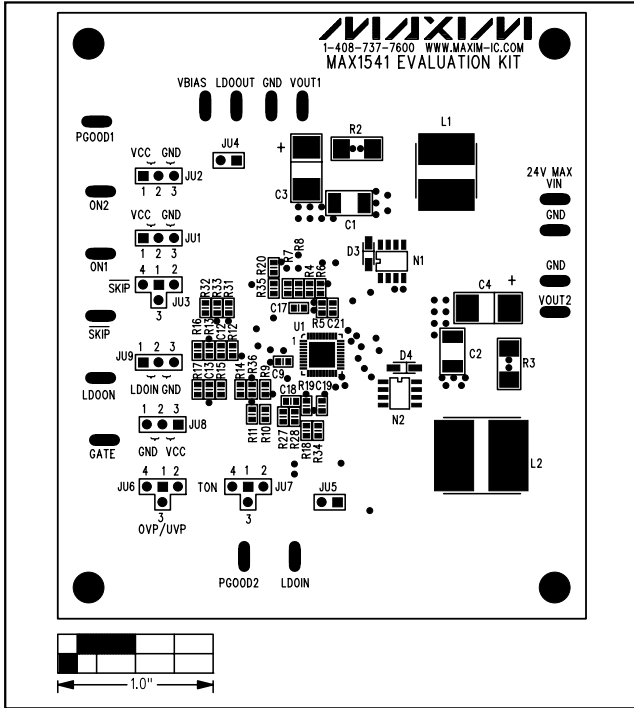 MAXIM
1-408-737-7600 WWW.MAXIM-IC.COM
MAX1541 EVALUATION KIT
VBIAS LDOOUT GND VOUT1
PGOOD1
JU4
R2
L1
VCC GND
JU2
1 2 3
+
C3
C1
24V MAX
VIN
ON2
GND
VCC GND
JU1
1 2 3
ON1
R20
R7
R8
R4
R6
R35
D3
N1
GND
SKIP
4 1 2
JU3
3
R32
R33
R31
C17
R5
C21
C4
+
VOUT2
SKIP
R16
R13
C12
R12
U1
1
JU9
1 2 3
LDOIN GND
C9
D4
C2
R3
LDOON
R17
C13
R15
R14
R36
R9
C18
R19
C19
N2
1 2 3
JU8
GND VCC
GATE
R11
R10
R27
R28
R18
R34
L2
JU6
4 1 2
3
OVP/UVP
TON
4 1 2
JU7
3
JU5
PGOOD2
LDOIN
1.0"